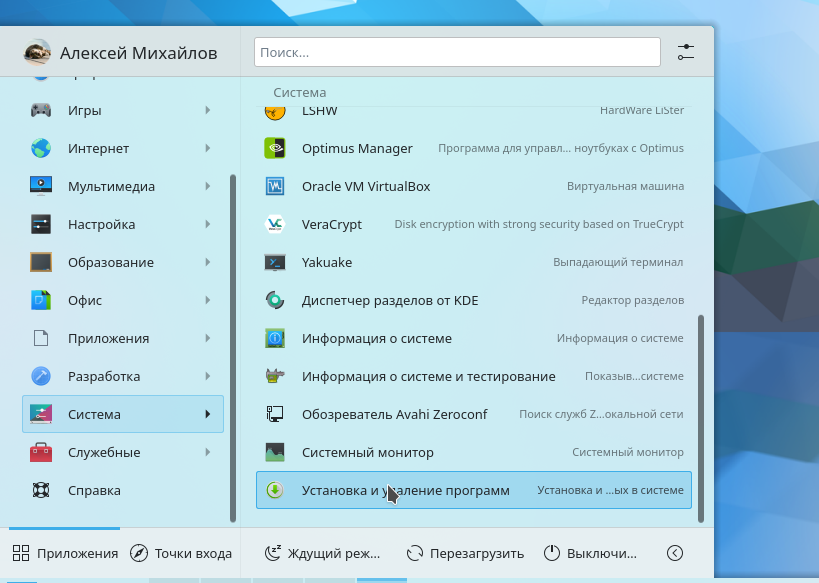 Алексей Михайлов
Поиск...
Игры
Интернет
Мультимедиа
Настройка
Образование
Офис
Приложения
Разработка
Система
Служебные
Справка
Система
LSHW HardWare LiSter
Optimus Manager Программа для управл... ноутбуках с Optimus
Oracle VM VirtualBox Виртуальная машина
VeraCrypt Disk encryption with strong security based on TrueCrypt
Yakuake Выпадающий терминал
Диспетчер разделов от KDE Редактор разделов
Информация о системе Информация о системе
Информация о системе и тестирование Показыв...системе
Обозреватель Avahi Zeroconf Поиск служб Z...окальной сети
Системный монитор Системный монитор
Установка и удаление программ Установка и ...ых в системе
Приложения Точки входа Ждущий реж... Перезагрузить Выключи...